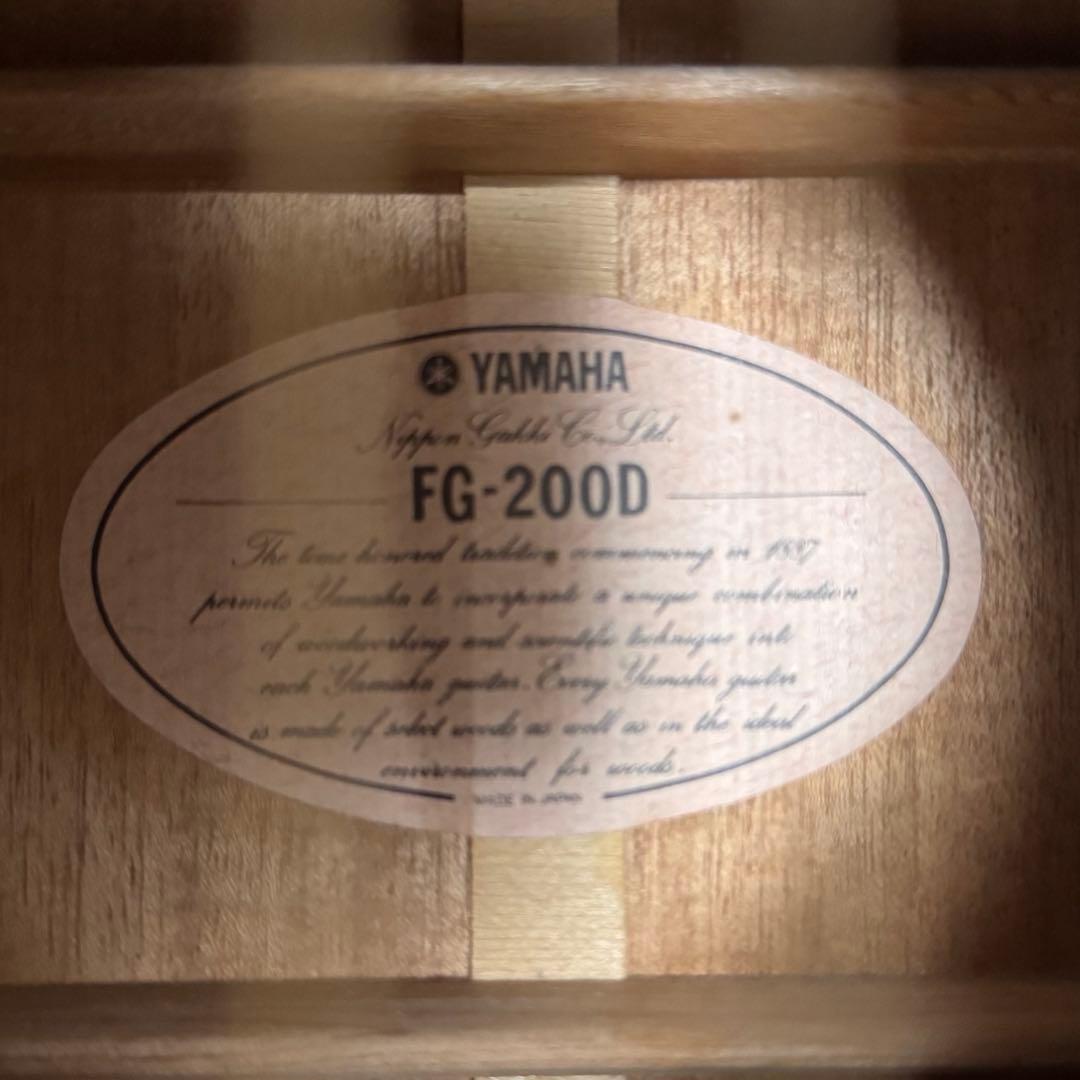 YAMAHA
Nippon Gakki Co., Ltd.
FG-200D
The time honored tradition commencing in 1887
permits Yamaha to incorporate a unique combination
of woodworking and scientific technique into
each Yamaha guitar. Every Yamaha guitar
is made of select woods as well as in the ideal
environment for woods.
MADE IN JAPAN